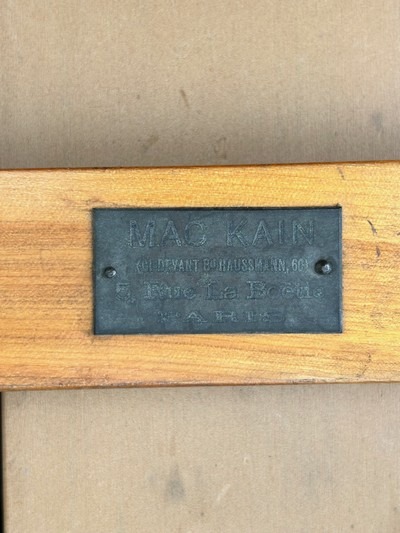 MAC KAIN
(CI-DEVANT BD HAUSSMANN, 60)
5, Rue La Boétie
PARIS